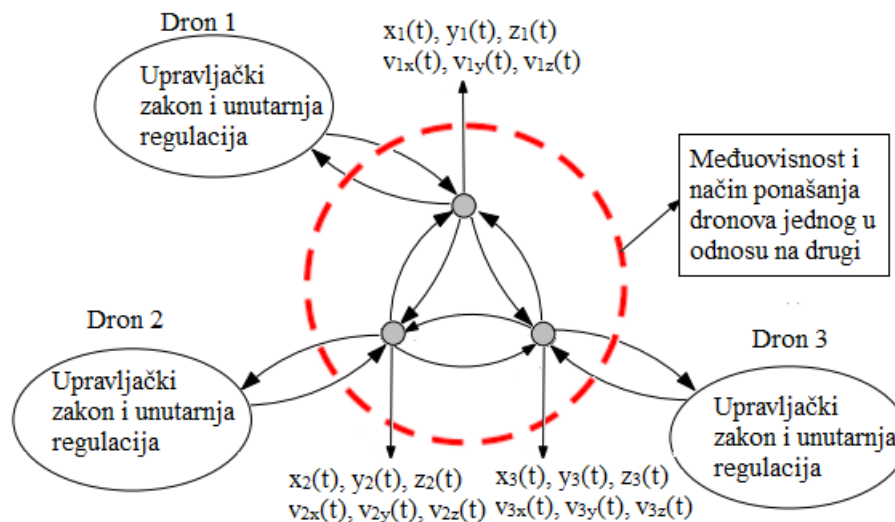 Dron 1
Upravljački
zakon i unutarnja
regulacija
x1(t), y1(t), z1(t)
v1x(t), v1y(t), v1z(t)
Međuovisnost i
način ponašanja
dronova jednog u
odnosu na drugi
Dron 2
Upravljački
zakon i unutarnja
regulacija
Dron 3
Upravljački
zakon i unutarnja
regulacija
x2(t), y2(t), z2(t)
v2x(t), v2y(t), v2z(t)
x3(t), y3(t), z3(t)
v3x(t), v3y(t), v3z(t)